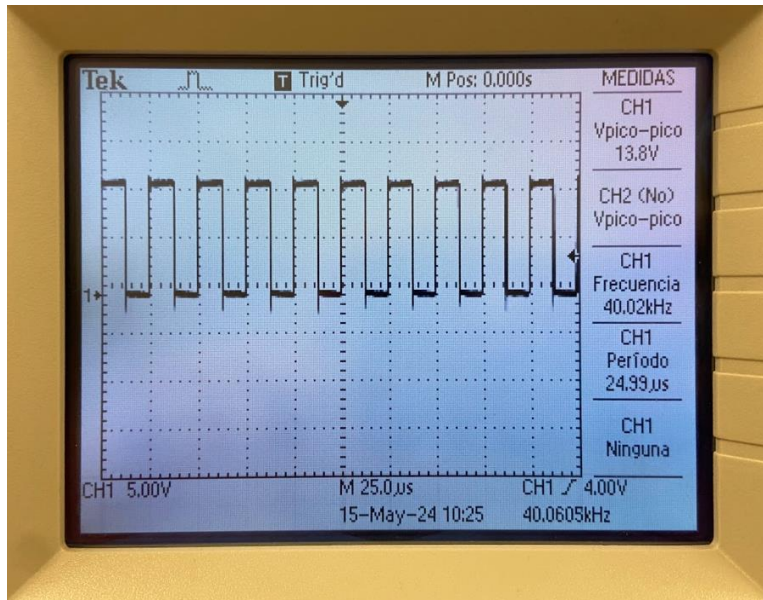 Tek T Trig'd M Pos: 0.000s MEDIDAS
CH1
Vpico-pico
13.8V
CH2 (No)
Vpico-pico
CH1
Frecuencia
40.02kHz
CH1
Período
24.99µs
CH1
Ninguna
1
CH1 5.00V M 25.0µs CH1 4.00V
15-May-24 10:25 40.0605kHz